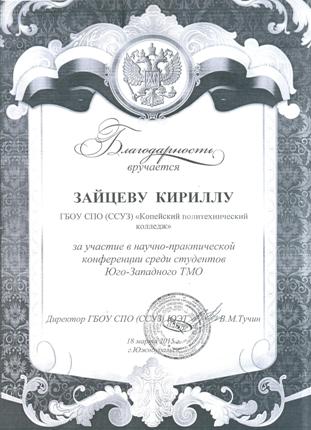 Благодарность
вручается
ЗАЙЦЕВУ КИРИЛЛУ
ГБОУ СПО (ССУЗ) «Копейский политехнический
колледж»
за участие в научно-практической
конференции среди студентов
Юго-Западного ТМО
Директор ГБОУ СПО (ССУЗ) ЮЭТ В.М.Тучин
18 марта 2015 г.
г.Южноуральск